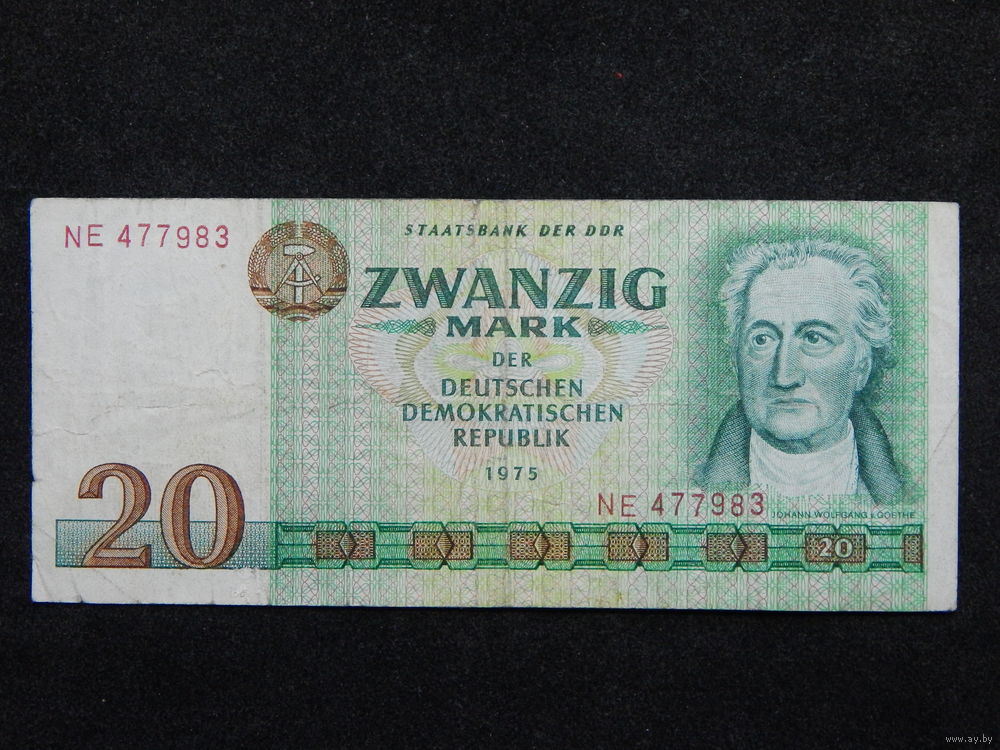 NE 477983
STAATSBANK DER DDR
ZWANZIG
MARK
DER
DEUTSCHEN
DEMOKRATISCHEN
REPUBLIK
1975
NE 477983
JOHANN WOLFGANG v. GOETHE
20
20
www.ay.by